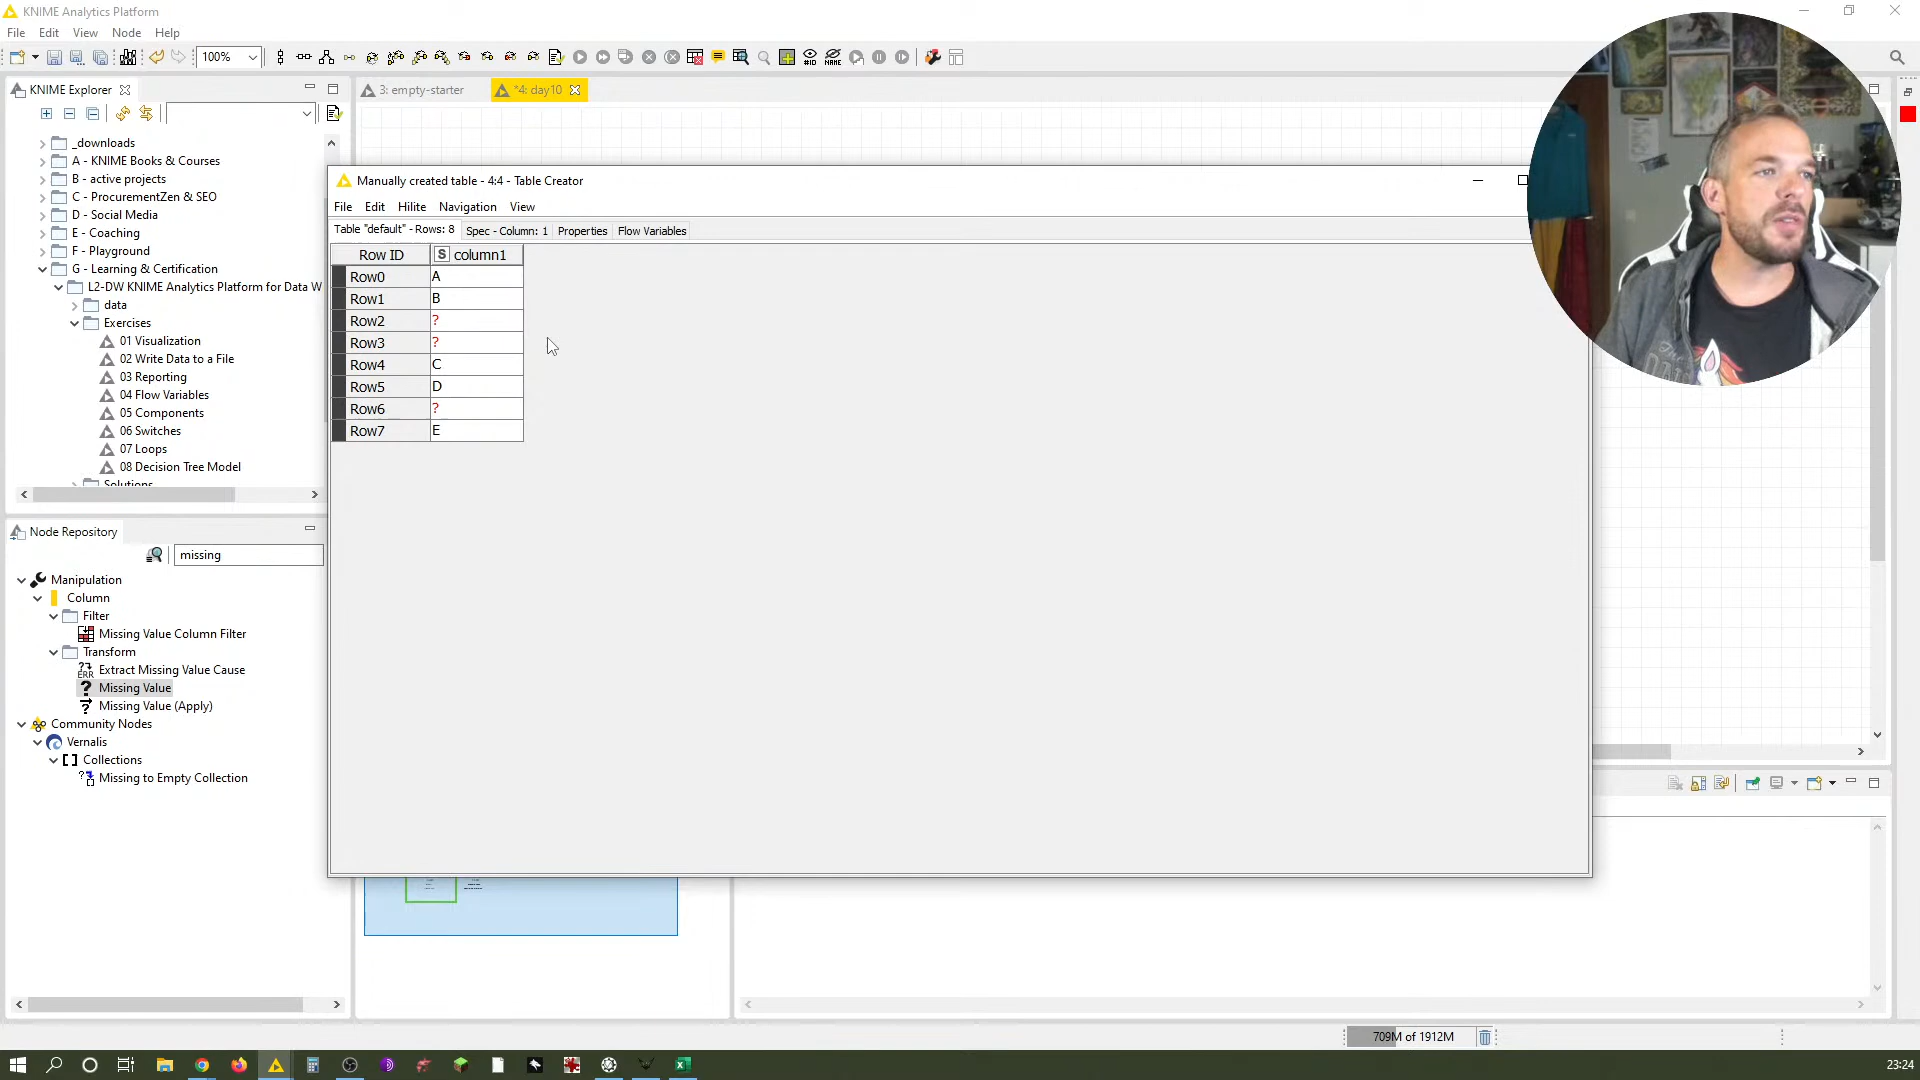 KNIME Analytics Platform
File Edit View Node Help
100%
KNIME Explorer
3: empty-starter
*4: day10
_downloads
A - KNIME Books & Courses
B - active projects
C - ProcurementZen & SEO
D - Social Media
E - Coaching
F - Playground
G - Learning & Certification
L2-DW KNIME Analytics Platform for Data W
data
Exercises
01 Visualization
02 Write Data to a File
03 Reporting
04 Flow Variables
05 Components
06 Switches
07 Loops
08 Decision Tree Model
Solutions
Manually created table - 4:4 - Table Creator
File Edit Hilite Navigation View
Table "default" - Rows: 8 Spec - Column: 1 Properties Flow Variables
Row ID S column1
Row0 A
Row1 B
Row2 ?
Row3 ?
Row4 C
Row5 D
Row6 ?
Row7 E
Node Repository
missing
Manipulation
Column
Filter
Missing Value Column Filter
Transform
Extract Missing Value Cause
Missing Value
Missing Value (Apply)
Community Nodes
Vernalis
Collections
Missing to Empty Collection
709M of 1912M
23:24